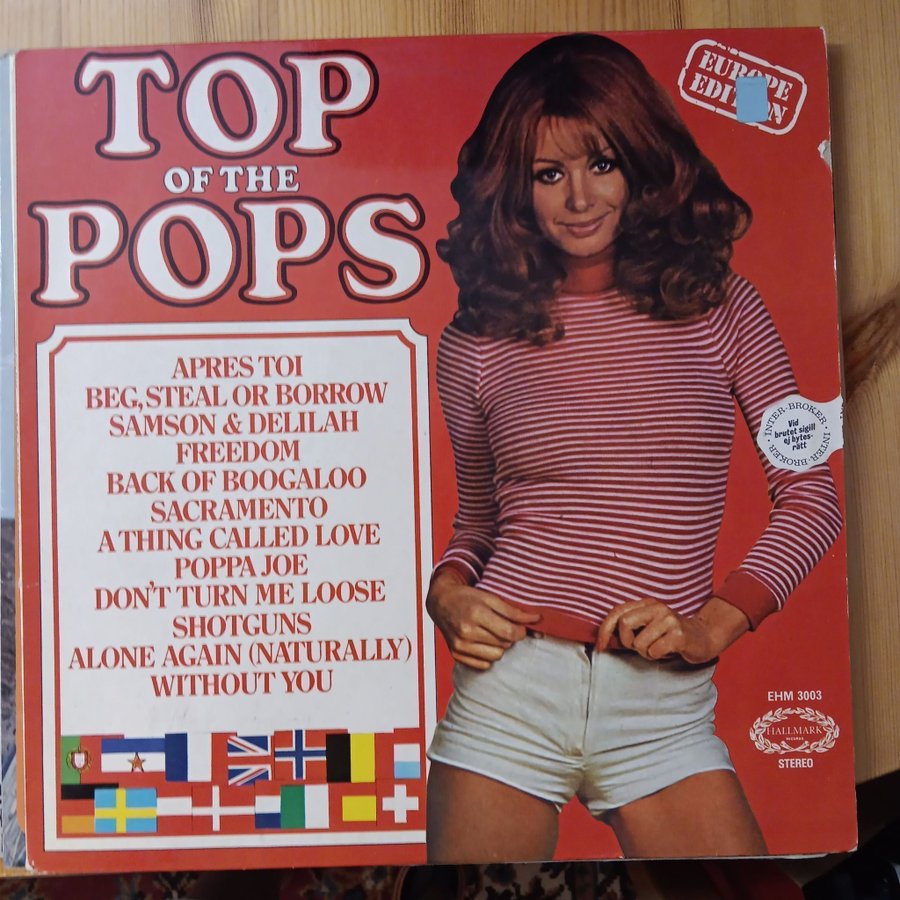 TOP
OF THE
POPS
EUROPE
EDITION
APRES TOI
BEG, STEAL OR BORROW
SAMSON & DELILAH
FREEDOM
BACK OF BOOGALOO
SACRAMENTO
A THING CALLED LOVE
POPPA JOE
DON'T TURN ME LOOSE
SHOTGUNS
ALONE AGAIN (NATURALLY)
WITHOUT YOU
INTER-BROKER · INTER-BROKER ·
Vid
brutet sigill
ej bytes-
rätt
EHM 3003
HALLMARK
RECORDS
STEREO